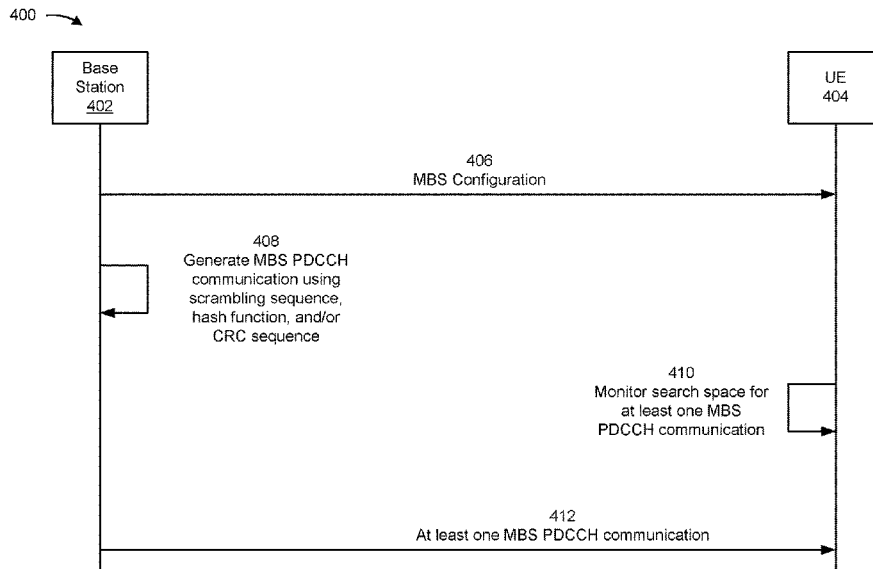 400
Base
Station
402
UE
404
406
MBS Configuration
408
Generate MBS PDCCH
communication using
scrambling sequence,
hash function, and/or
CRC sequence
410
Monitor search space for
at least one MBS
PDCCH communication
412
At least one MBS PDCCH communication